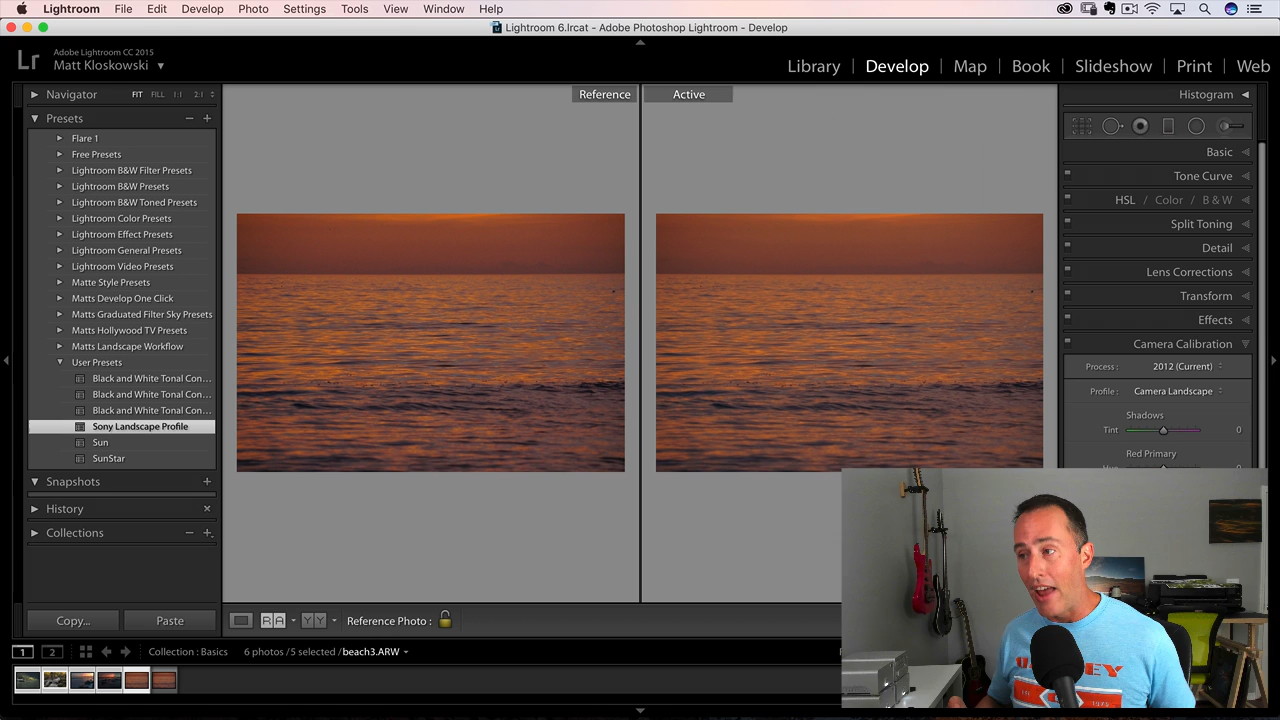 Lightroom File Edit Develop Photo Settings Tools View Window Help
Lightroom 6.lrcat - Adobe Photoshop Lightroom - Develop
Lr
Adobe Lightroom CC 2015
Matt Kloskowski
Library | Develop | Map | Book | Slideshow | Print | Web
Navigator FIT FILL 1:1 2:1
Presets
Flare 1
Free Presets
Lightroom B&W Filter Presets
Lightroom B&W Presets
Lightroom B&W Toned Presets
Lightroom Color Presets
Lightroom Effect Presets
Lightroom General Presets
Lightroom Video Presets
Matte Style Presets
Matts Develop One Click
Matts Graduated Filter Sky Presets
Matts Hollywood TV Presets
Matts Landscape Workflow
User Presets
Black and White Tonal Con...
Black and White Tonal Con...
Black and White Tonal Con...
Sony Landscape Profile
Sun
SunStar
Snapshots
History
Collections
Copy...
Paste
Reference
Active
Histogram
Basic
Tone Curve
HSL / Color / B & W
Split Toning
Detail
Lens Corrections
Transform
Effects
Camera Calibration
Process : 2012 (Current)
Profile : Camera Landscape
Shadows
Tint 0
Red Primary
RA YY Reference Photo :
1 2 Collection : Basics 6 photos /5 selected /beach3.ARW